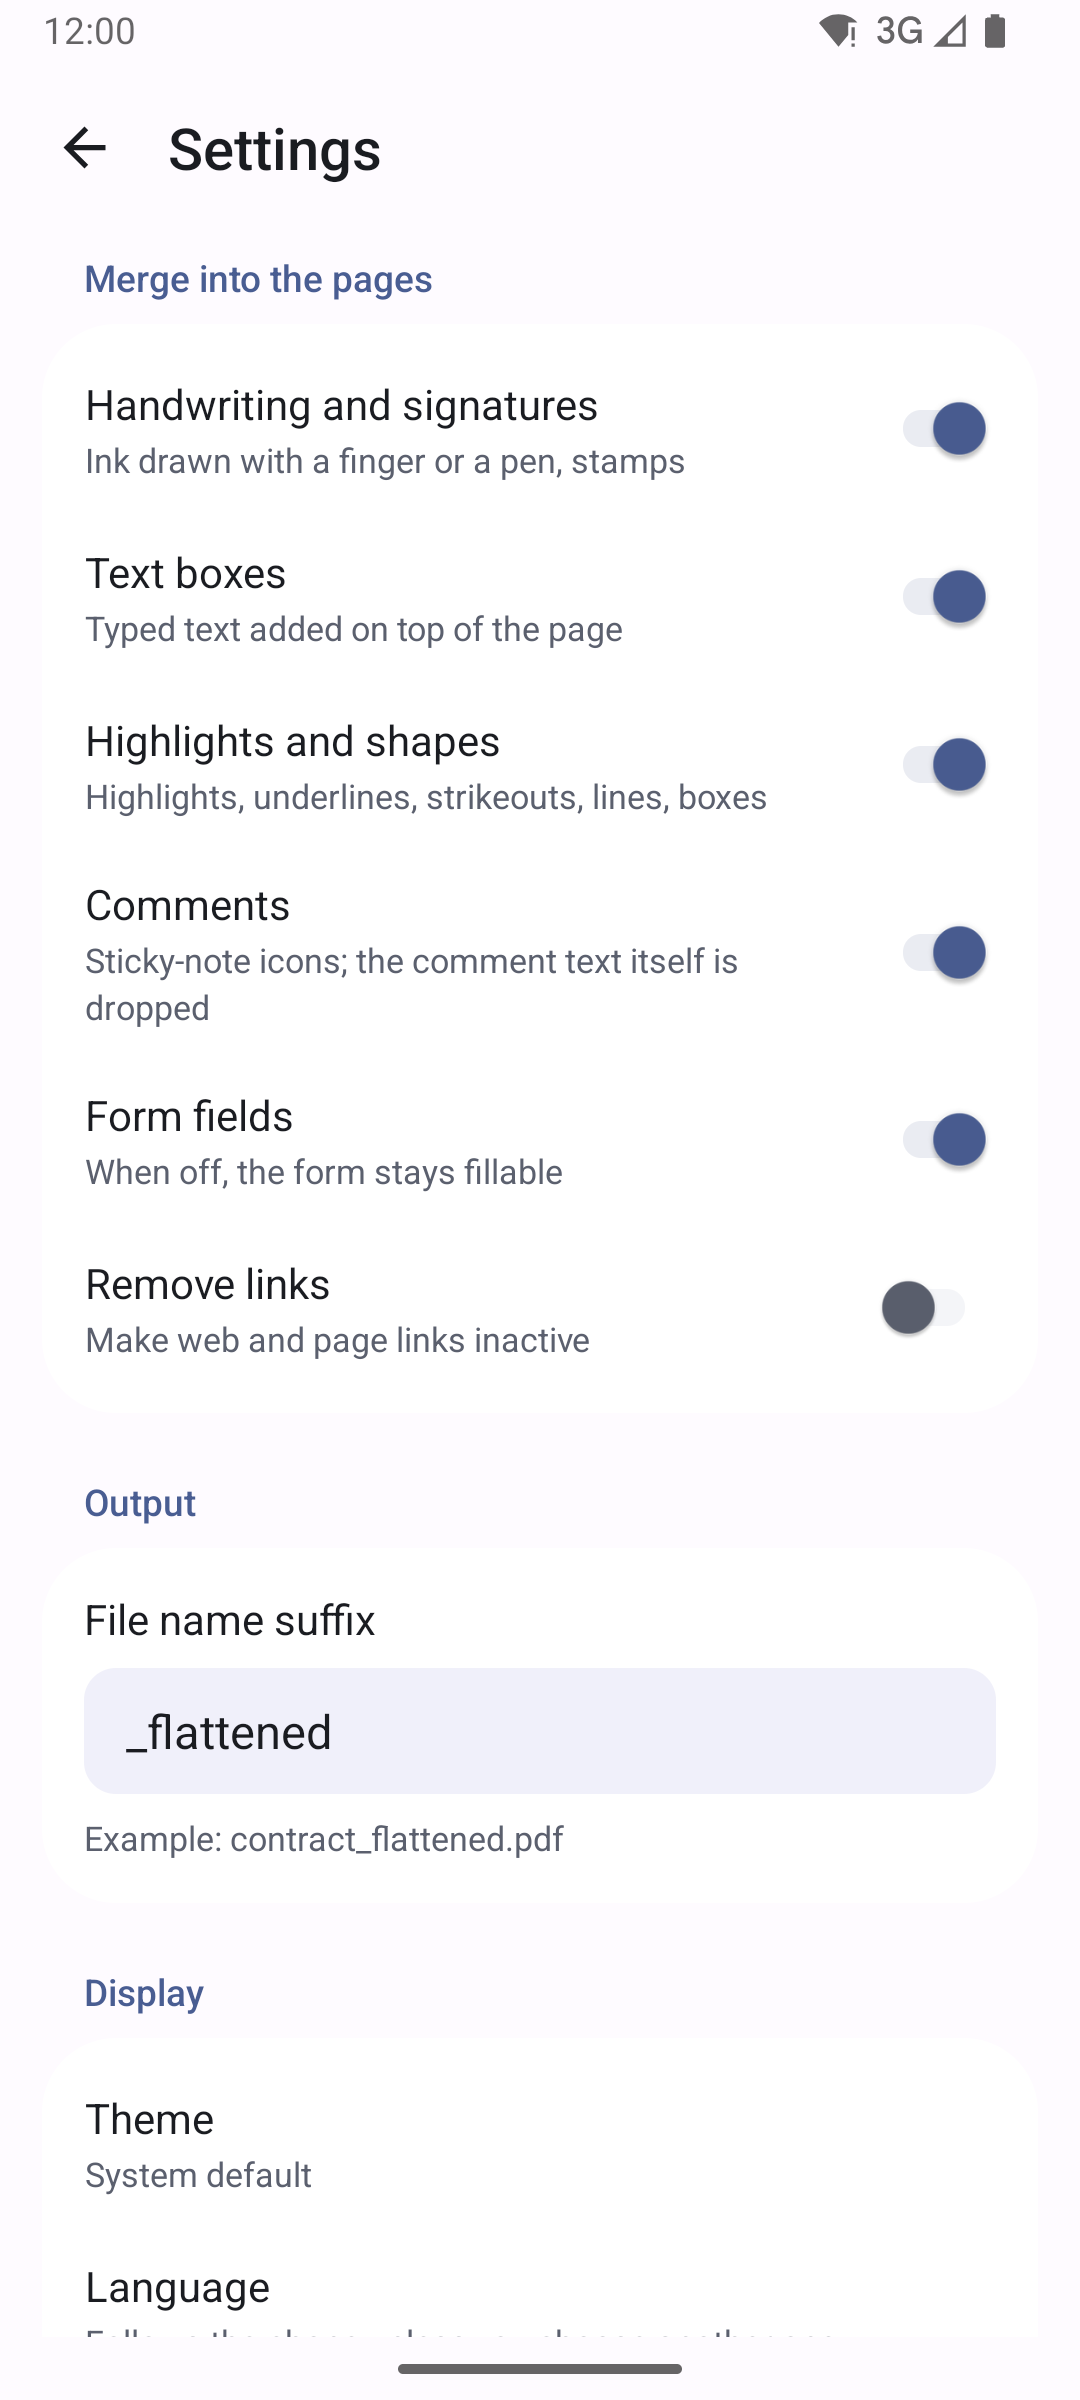 12:00
3G
Settings
Merge into the pages
Handwriting and signatures
Ink drawn with a finger or a pen, stamps
Text boxes
Typed text added on top of the page
Highlights and shapes
Highlights, underlines, strikeouts, lines, boxes
Comments
Sticky-note icons; the comment text itself is
dropped
Form fields
When off, the form stays fillable
Remove links
Make web and page links inactive
Output
File name suffix
_flattened
Example: contract_flattened.pdf
Display
Theme
System default
Language